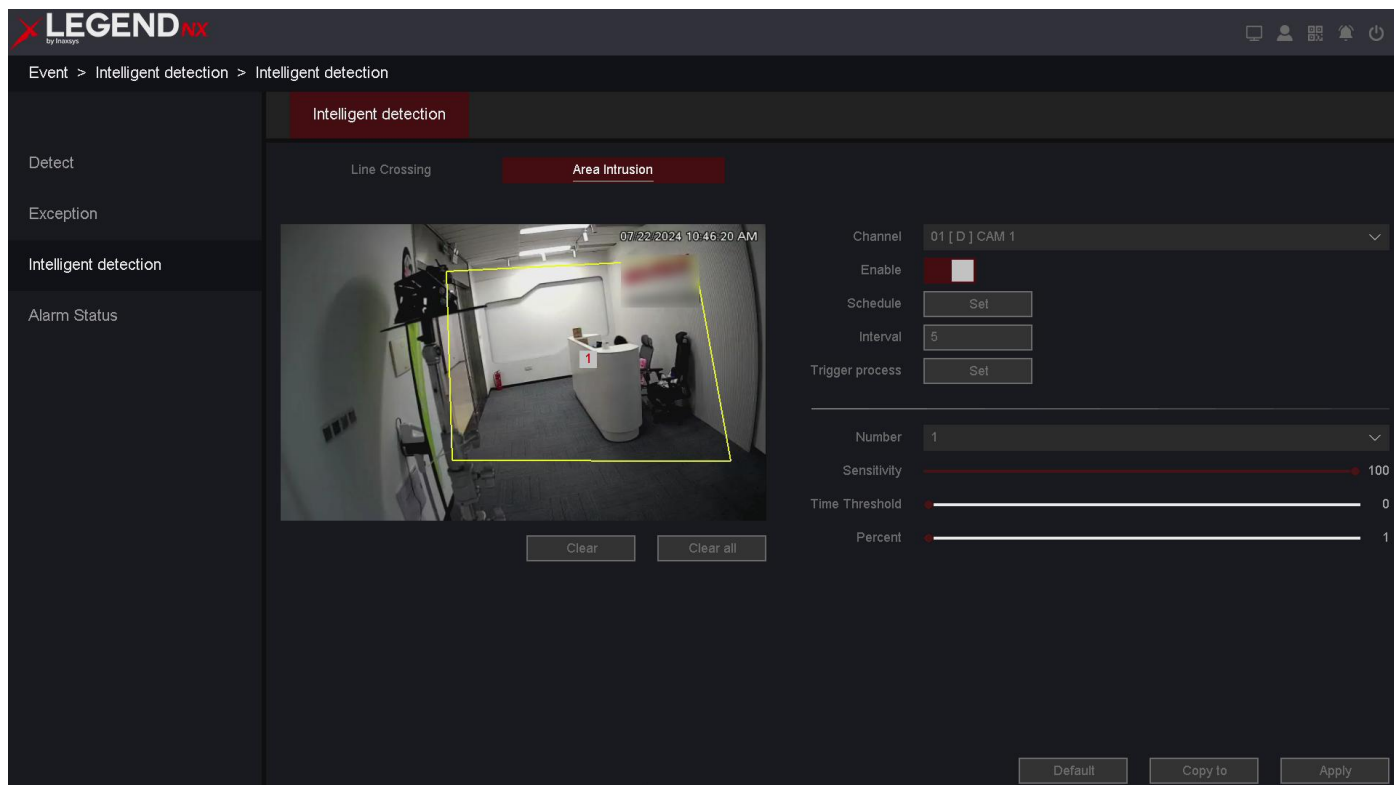 XLEGEND NX
by Inaxsys
Event > Intelligent detection > Intelligent detection
Intelligent detection
Detect
Exception
Intelligent detection
Alarm Status
Line Crossing
Area Intrusion
07/22 2024 10:46:20 AM
1
Clear
Clear all
Channel
01 [ D ] CAM 1
Enable
Schedule
Set
Interval
5
Trigger process
Set
Number
1
Sensitivity
100
Time Threshold
0
Percent
1
Default
Copy to
Apply